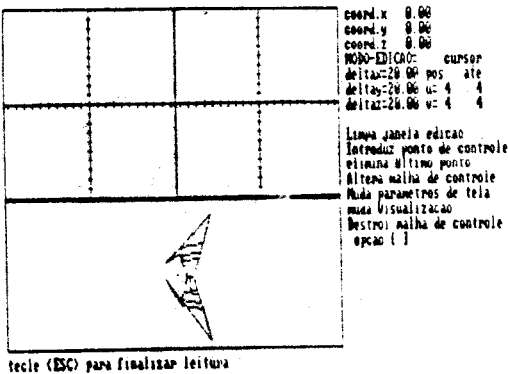 coord.x 0.00
coord.y 0.00
coord.z 0.00
MODO-EDICAO= cursor
deltax=20.00 pos ate
deltay=20.00 u= 4 4
deltaz=20.00 v= 4 4
Limpa janela edicao
Introduz ponto de controle
elimina Ultimo ponto
Altera malha de controle
Muda parametros de tela
muda Visualizacao
Destroi malha de controle
opcao [ ]
tecle (ESC) para finalizar leitura